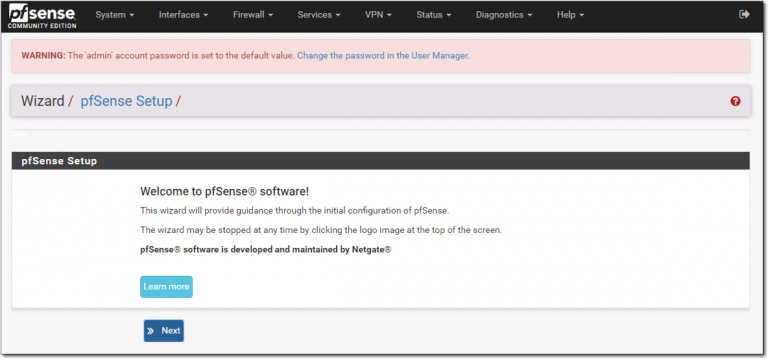 pfsense
COMMUNITY EDITION
System Interfaces Firewall Services VPN Status Diagnostics Help
WARNING: The 'admin' account password is set to the default value. Change the password in the User Manager.
Wizard / pfSense Setup /
pfSense Setup
Welcome to pfSense® software!
This wizard will provide guidance through the initial configuration of pfSense.
The wizard may be stopped at any time by clicking the logo image at the top of the screen.
pfSense® software is developed and maintained by Netgate®
Learn more
Next